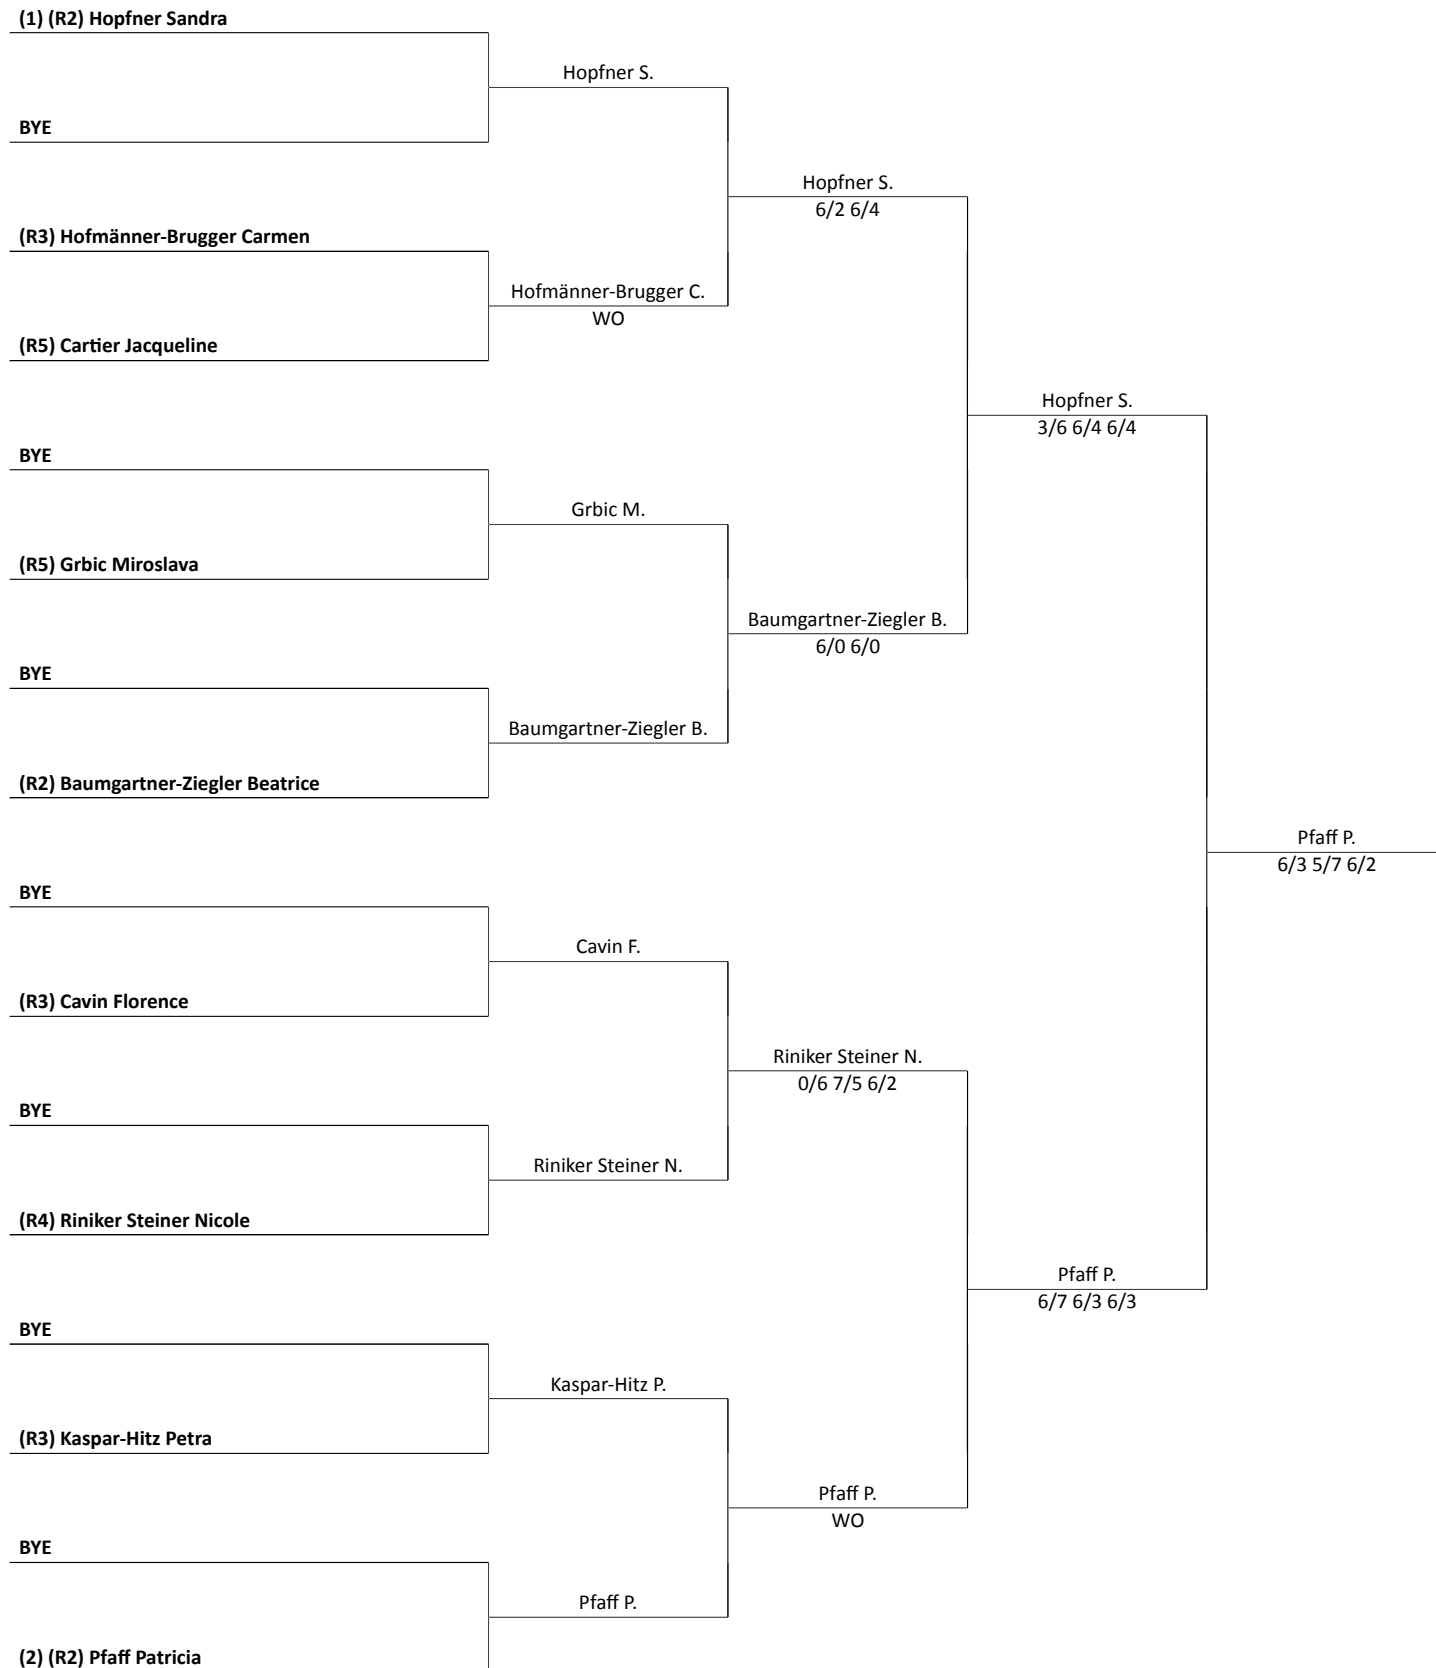 (1) (R2) Hopfner Sandra
Hopfner S.
BYE
Hopfner S.
6/2 6/4
(R3) Hofmänner-Brugger Carmen
Hofmänner-Brugger C.
WO
(R5) Cartier Jacqueline
Hopfner S.
3/6 6/4 6/4
BYE
Grbic M.
(R5) Grbic Miroslava
Baumgartner-Ziegler B.
6/0 6/0
BYE
Baumgartner-Ziegler B.
(R2) Baumgartner-Ziegler Beatrice
Pfaff P.
6/3 5/7 6/2
BYE
Cavin F.
(R3) Cavin Florence
Riniker Steiner N.
0/6 7/5 6/2
BYE
Riniker Steiner N.
(R4) Riniker Steiner Nicole
Pfaff P.
6/7 6/3 6/3
BYE
Kaspar-Hitz P.
(R3) Kaspar-Hitz Petra
Pfaff P.
WO
BYE
Pfaff P.
(2) (R2) Pfaff Patricia